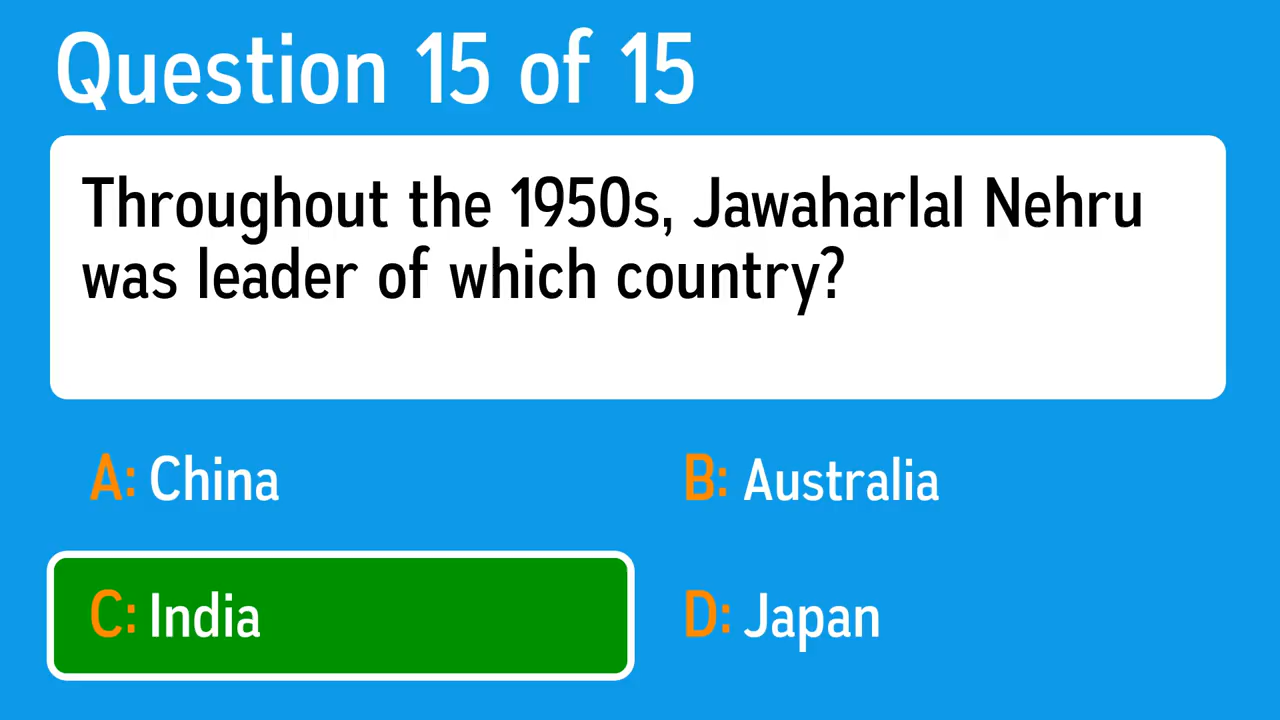 Question 15 of 15
Throughout the 1950s, Jawaharlal Nehru
was leader of which country?
A: China
B: Australia
C: India
D: Japan